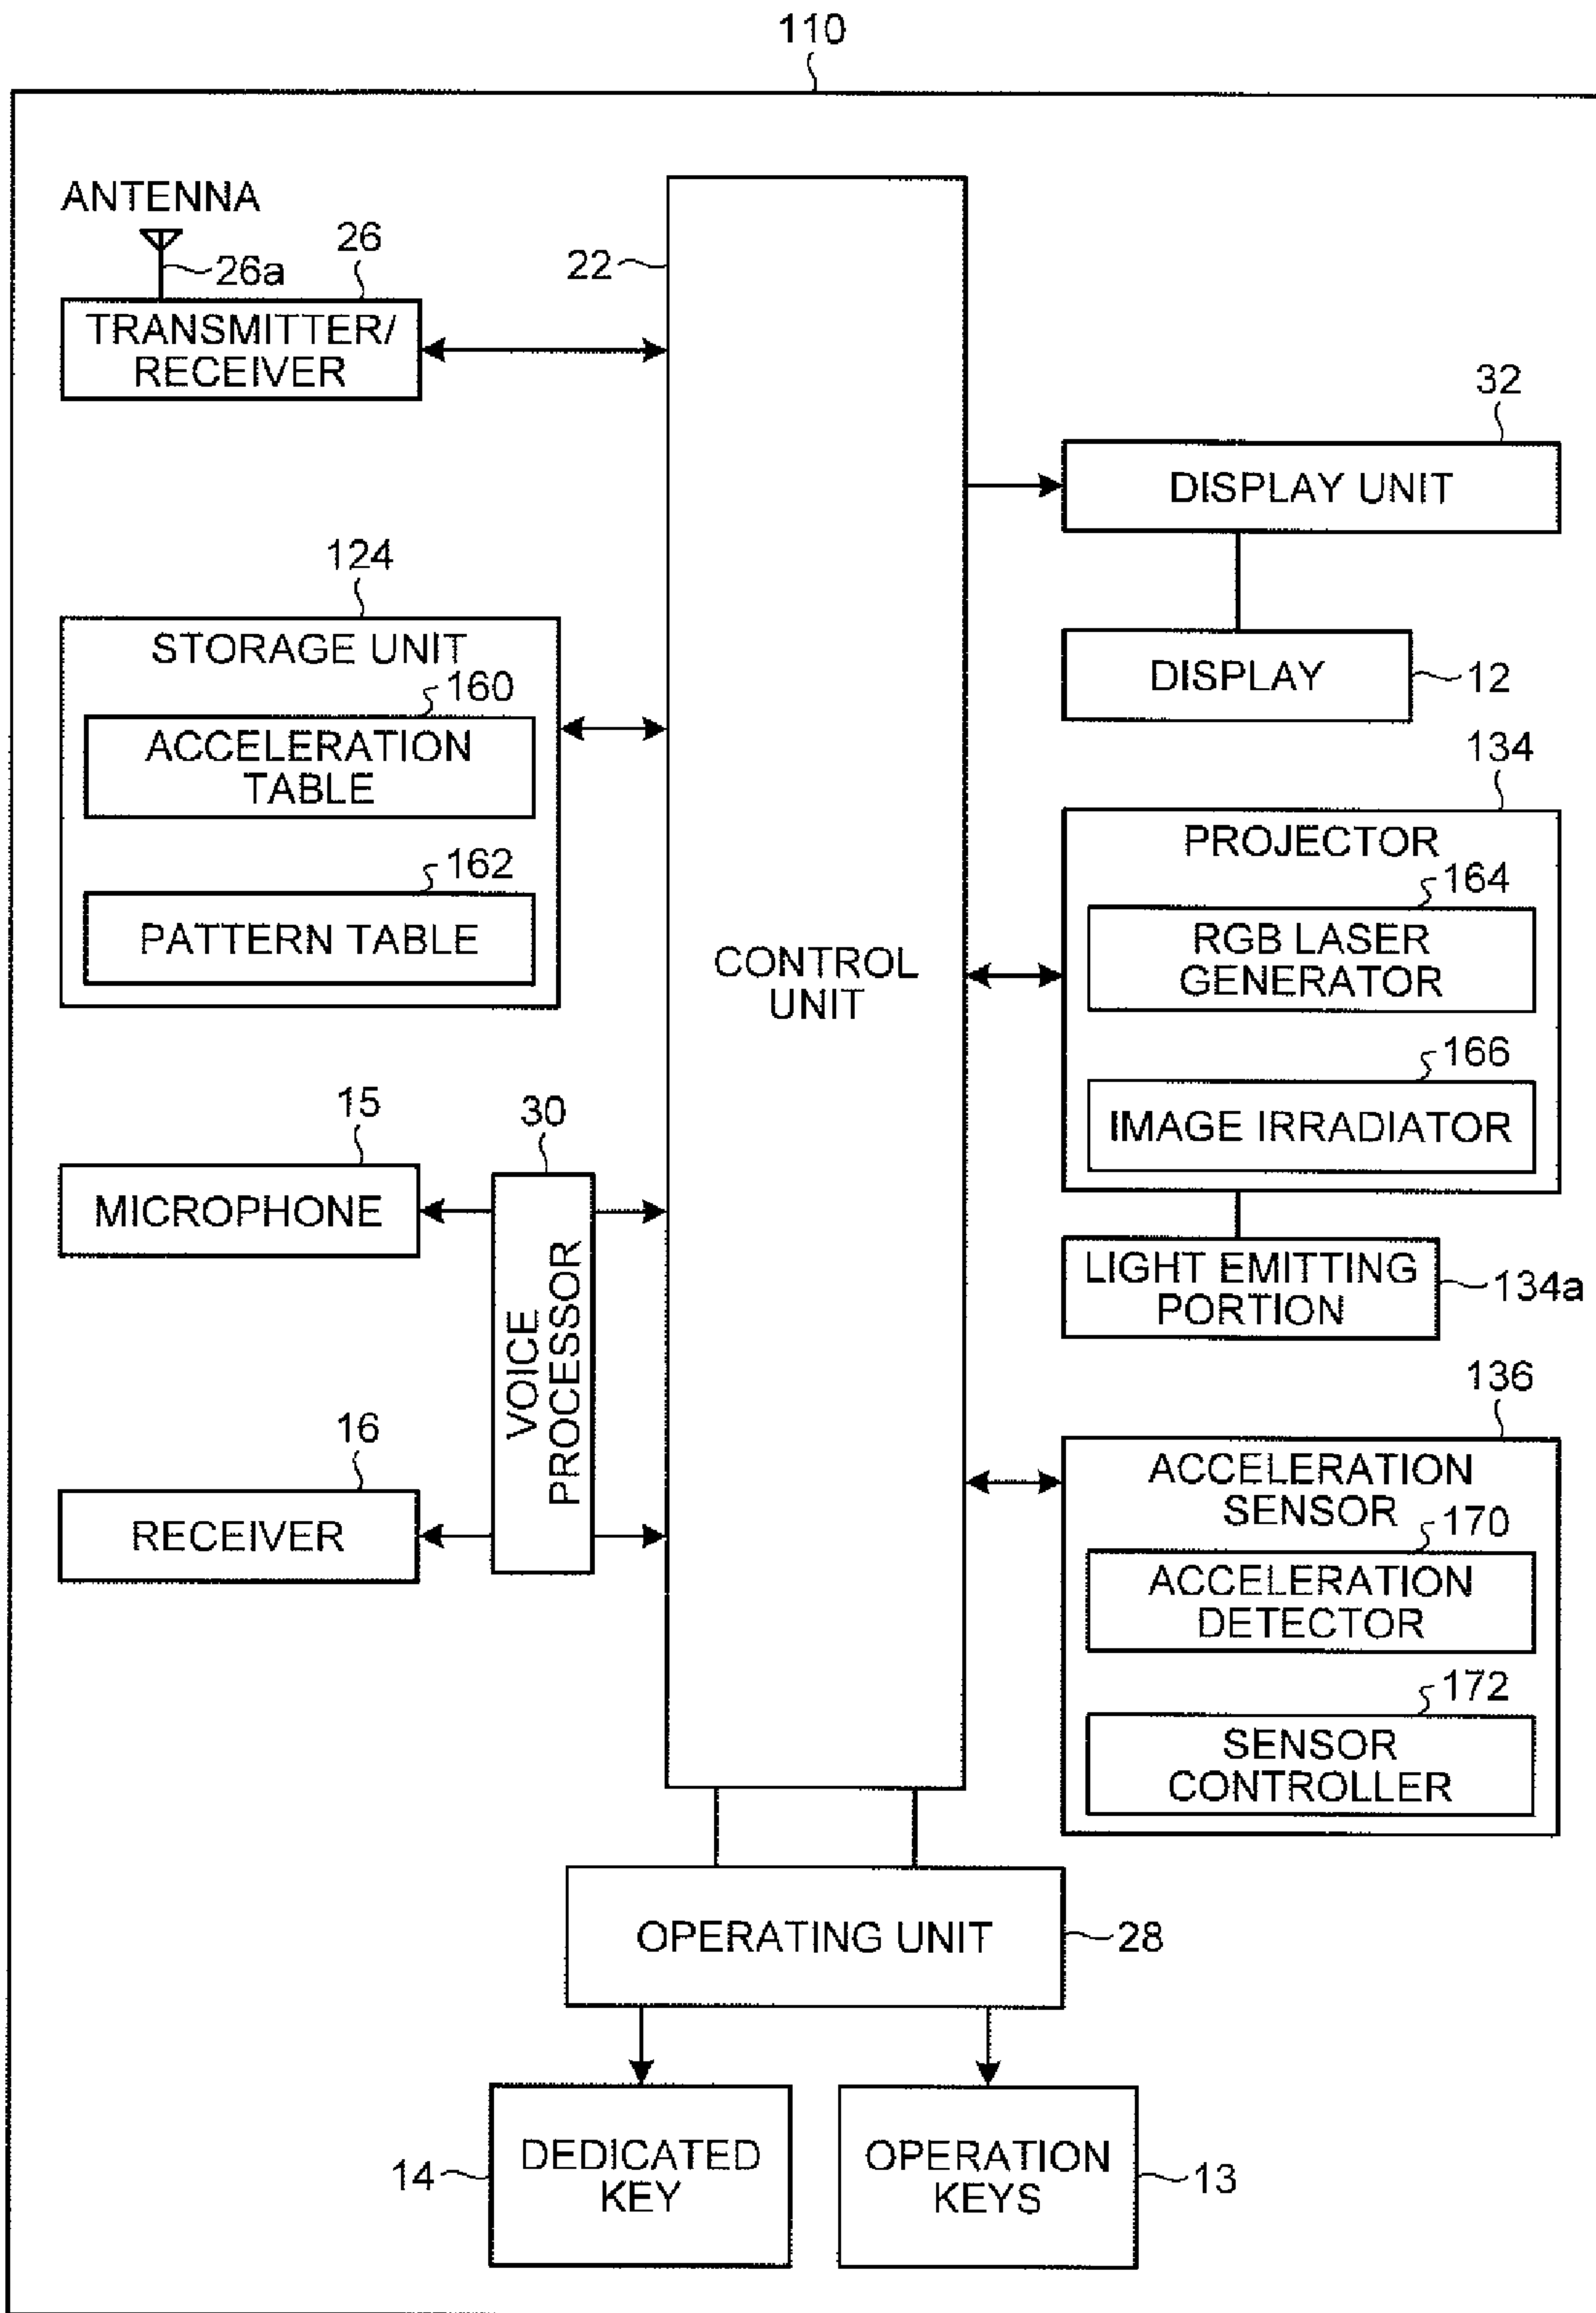 110
ANTENNA
26
26a
22
TRANSMITTER/
RECEIVER
32
DISPLAY UNIT
124
STORAGE UNIT
160
ACCELERATION
TABLE
162
PATTERN TABLE
DISPLAY
12
134
PROJECTOR
164
RGB LASER
GENERATOR
166
IMAGE IRRADIATOR
CONTROL
UNIT
15
MICROPHONE
30
VOICE
PROCESSOR
LIGHT EMITTING
PORTION
134a
16
RECEIVER
136
ACCELERATION
SENSOR
170
ACCELERATION
DETECTOR
172
SENSOR
CONTROLLER
OPERATING UNIT
28
14
DEDICATED
KEY
OPERATION
KEYS
13